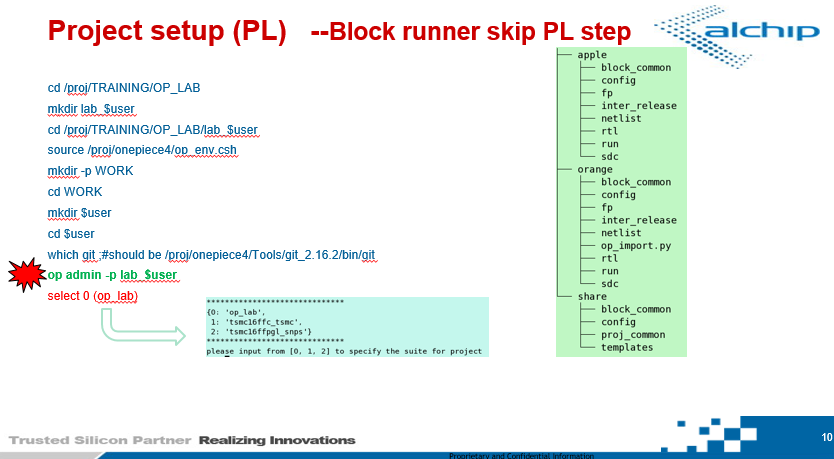 Project setup (PL) --Block runner skip PL step
alchip
cd /proj/TRAINING/OP_LAB
mkdir lab_$user
cd /proj/TRAINING/OP_LAB/lab_$user
source /proj/onepiece4/op_env.csh
mkdir -p WORK
cd WORK
mkdir $user
cd $user
which git ;#should be /proj/onepiece4/Tools/git_2.16.2/bin/git
op admin -p lab_$user
select 0 (op_lab)
******************************
{0: 'op_lab',
1: 'tsmc16ffc_tsmc',
2: 'tsmc16ffpgl_snps'}
******************************
please input from [0, 1, 2] to specify the suite for project
apple
block_common
config
fp
inter_release
netlist
rtl
run
sdc
orange
block_common
config
fp
inter_release
netlist
op_import.py
rtl
run
sdc
share
block_common
config
proj_common
templates
Trusted Silicon Partner Realizing Innovations
10
Proprietary and Confidential Information